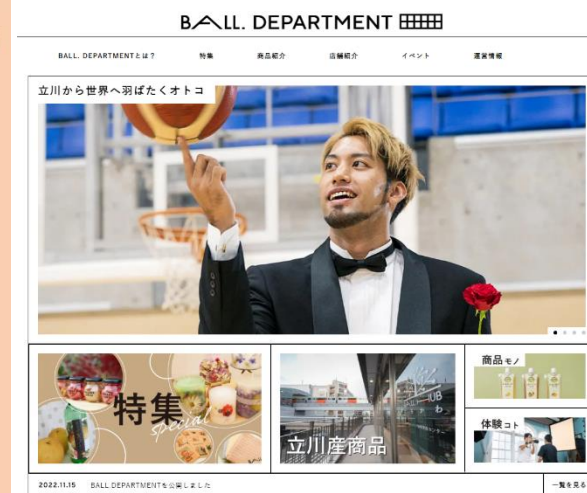 BALL. DEPARTMENT
BALL. DEPARTMENTとは？ 特集 商品紹介 店舗紹介 イベント 運営情報
立川から世界へ羽ばたくオトコ
特集
special
立川産商品
商品モノ
体験コト
2022.11.15 BALL.DEPARTMENTを公開しました
一覧を見る